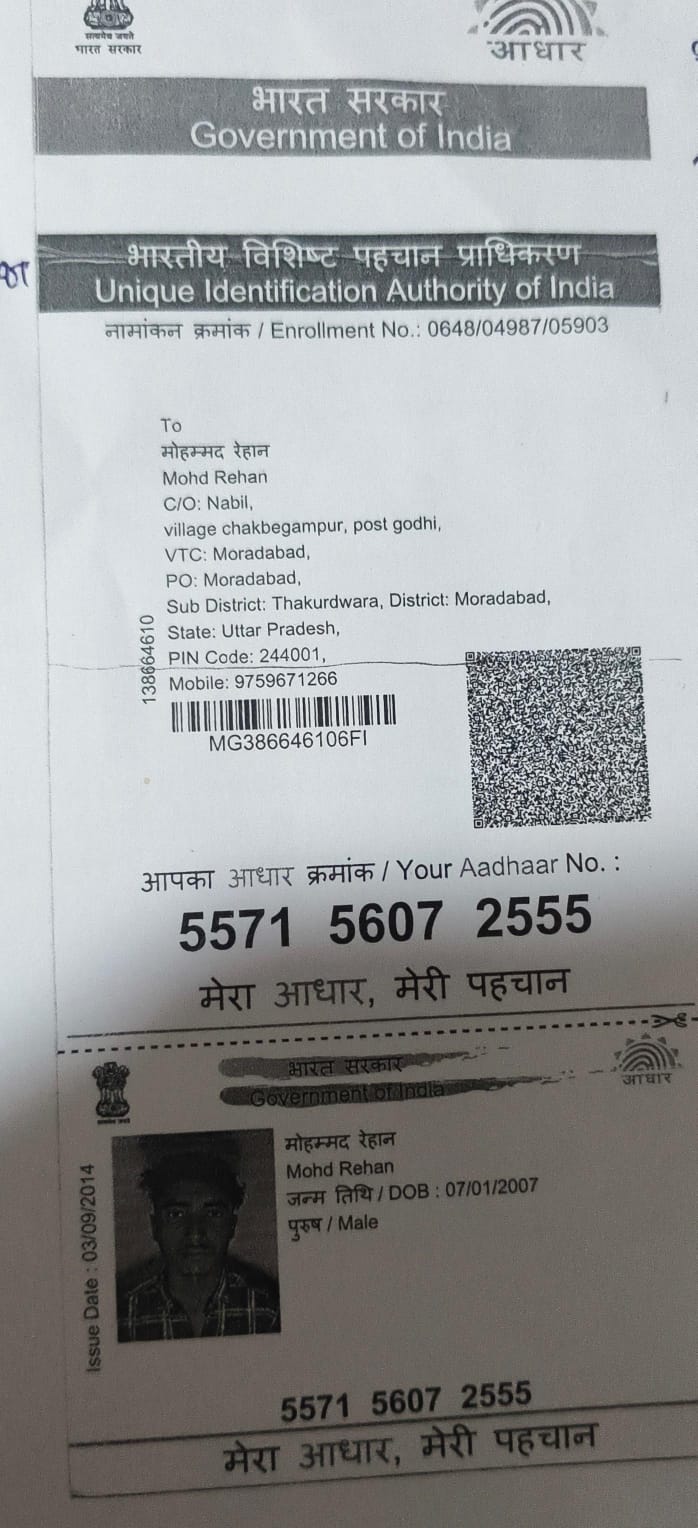 सत्यमेव जयते
भारत सरकार
आधार
भारत सरकार
Government of India
भारतीय विशिष्ट पहचान प्राधिकरण
Unique Identification Authority of India
नामांकन क्रमांक / Enrollment No.: 0648/04987/05903
To
मोहम्मद रेहान
Mohd Rehan
C/O: Nabil,
village chakbegampur, post godhi,
VTC: Moradabad,
PO: Moradabad,
Sub District: Thakurdwara, District: Moradabad,
State: Uttar Pradesh,
PIN Code: 244001,
Mobile: 9759671266
138664610
MG386646106FI
आपका आधार क्रमांक / Your Aadhaar No. :
5571 5607 2555
मेरा आधार, मेरी पहचान
भारत सरकार
Government of India
आधार
मोहम्मद रेहान
Mohd Rehan
जन्म तिथि / DOB : 07/01/2007
पुरुष / Male
Issue Date : 03/09/2014
5571 5607 2555
मेरा आधार, मेरी पहचान